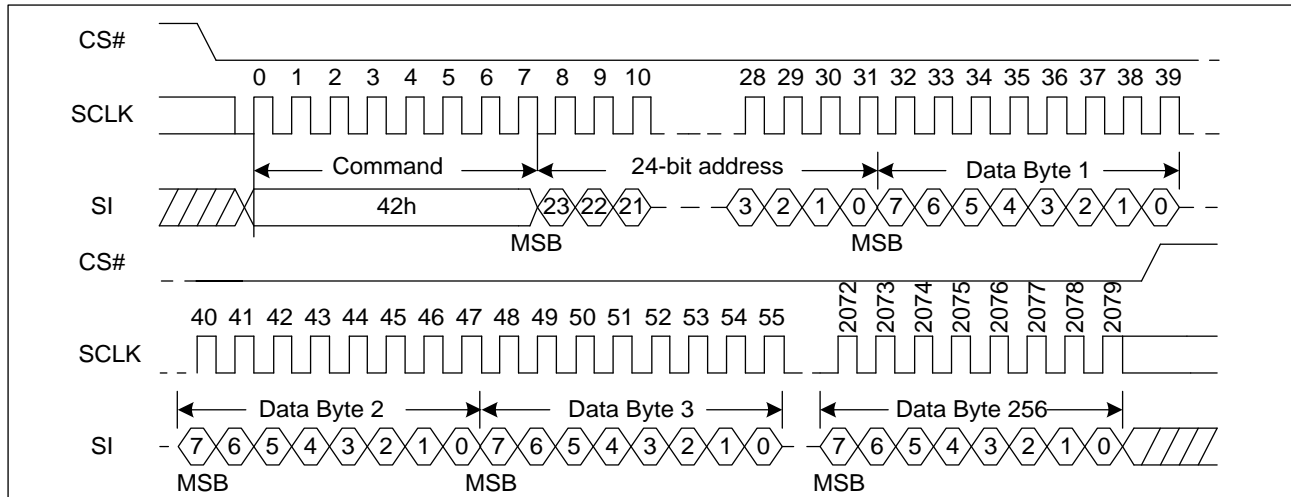 CS#
0 1 2 3 4 5 6 7 8 9 10 28 29 30 31 32 33 34 35 36 37 38 39
SCLK
Command 24-bit address Data Byte 1
SI 42h 23 22 21 3 2 1 0 7 6 5 4 3 2 1 0
MSB MSB
CS#
40 41 42 43 44 45 46 47 48 49 50 51 52 53 54 55 2072 2073 2074 2075 2076 2077 2078 2079
SCLK
Data Byte 2 Data Byte 3 Data Byte 256
SI 7 6 5 4 3 2 1 0 7 6 5 4 3 2 1 0 7 6 5 4 3 2 1 0
MSB MSB MSB